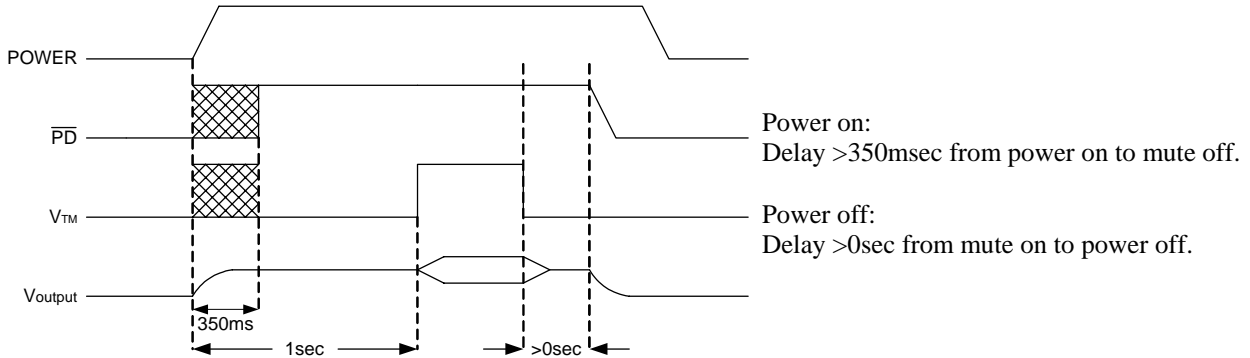 POWER
PD
Power on:
Delay >350msec from power on to mute off.
VTM
Power off:
Delay >0sec from mute on to power off.
Voutput
350ms
1sec
>0sec